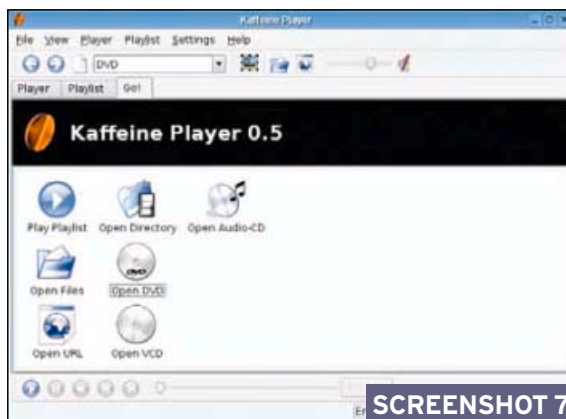 Kaffeine Player
File View Player Playlist Settings Help
DVD
Player Playlist Go!
Kaffeine Player 0.5
Play Playlist Open Directory Open Audio-CD
Open Files Open DVD
Open URL Open VCD
SCREENSHOT 7